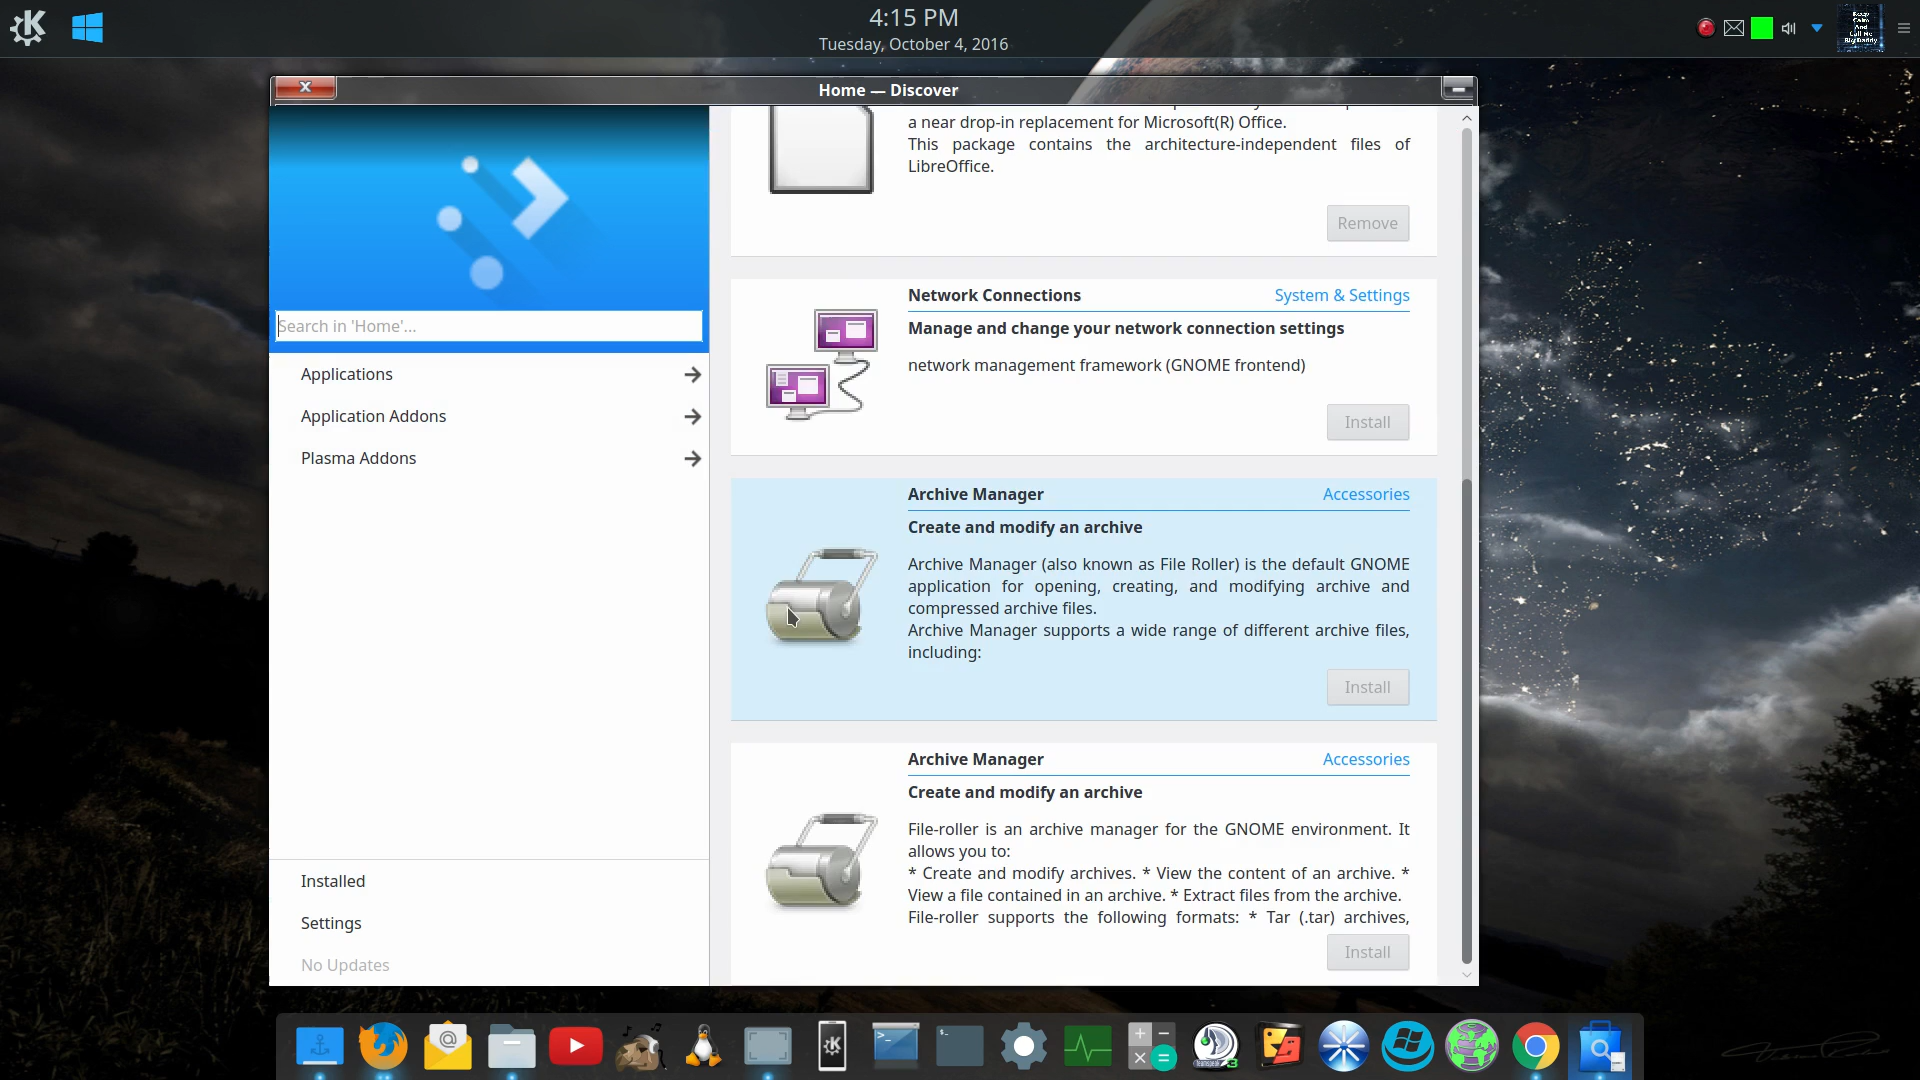 4:15 PM
Tuesday, October 4, 2016
Keep
Calm
And
Call Me
Big Daddy
Home — Discover
Search in 'Home'...
Applications
Application Addons
Plasma Addons
Installed
Settings
No Updates
a near drop-in replacement for Microsoft(R) Office.
This package contains the architecture-independent files of
LibreOffice.
Remove
Network Connections
System & Settings
Manage and change your network connection settings
network management framework (GNOME frontend)
Install
Archive Manager
Accessories
Create and modify an archive
Archive Manager (also known as File Roller) is the default GNOME
application for opening, creating, and modifying archive and
compressed archive files.
Archive Manager supports a wide range of different archive files,
including:
Install
Archive Manager
Accessories
Create and modify an archive
File-roller is an archive manager for the GNOME environment. It
allows you to:
* Create and modify archives. * View the content of an archive. *
View a file contained in an archive. * Extract files from the archive.
File-roller supports the following formats: * Tar (.tar) archives,
Install